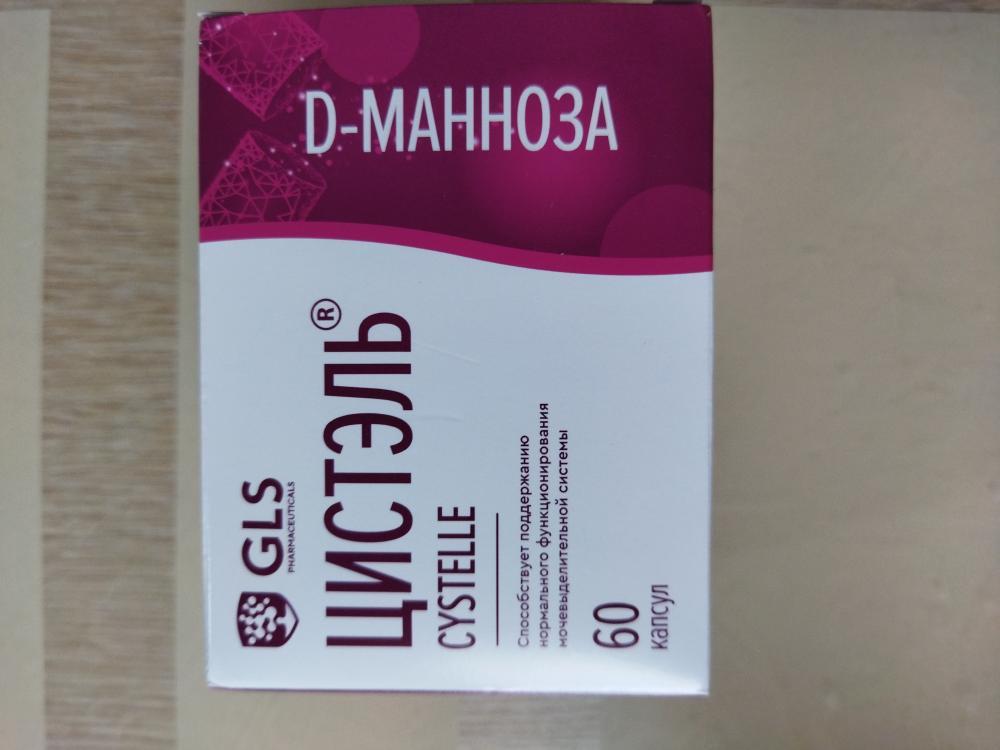 GLS
PHARMACEUTICALS
ЦИСТЭЛЬ®
CYSTELLE
Способствует поддержанию
нормального функционирования
мочевыделительной системы
60
капсул
D-МАННОЗА